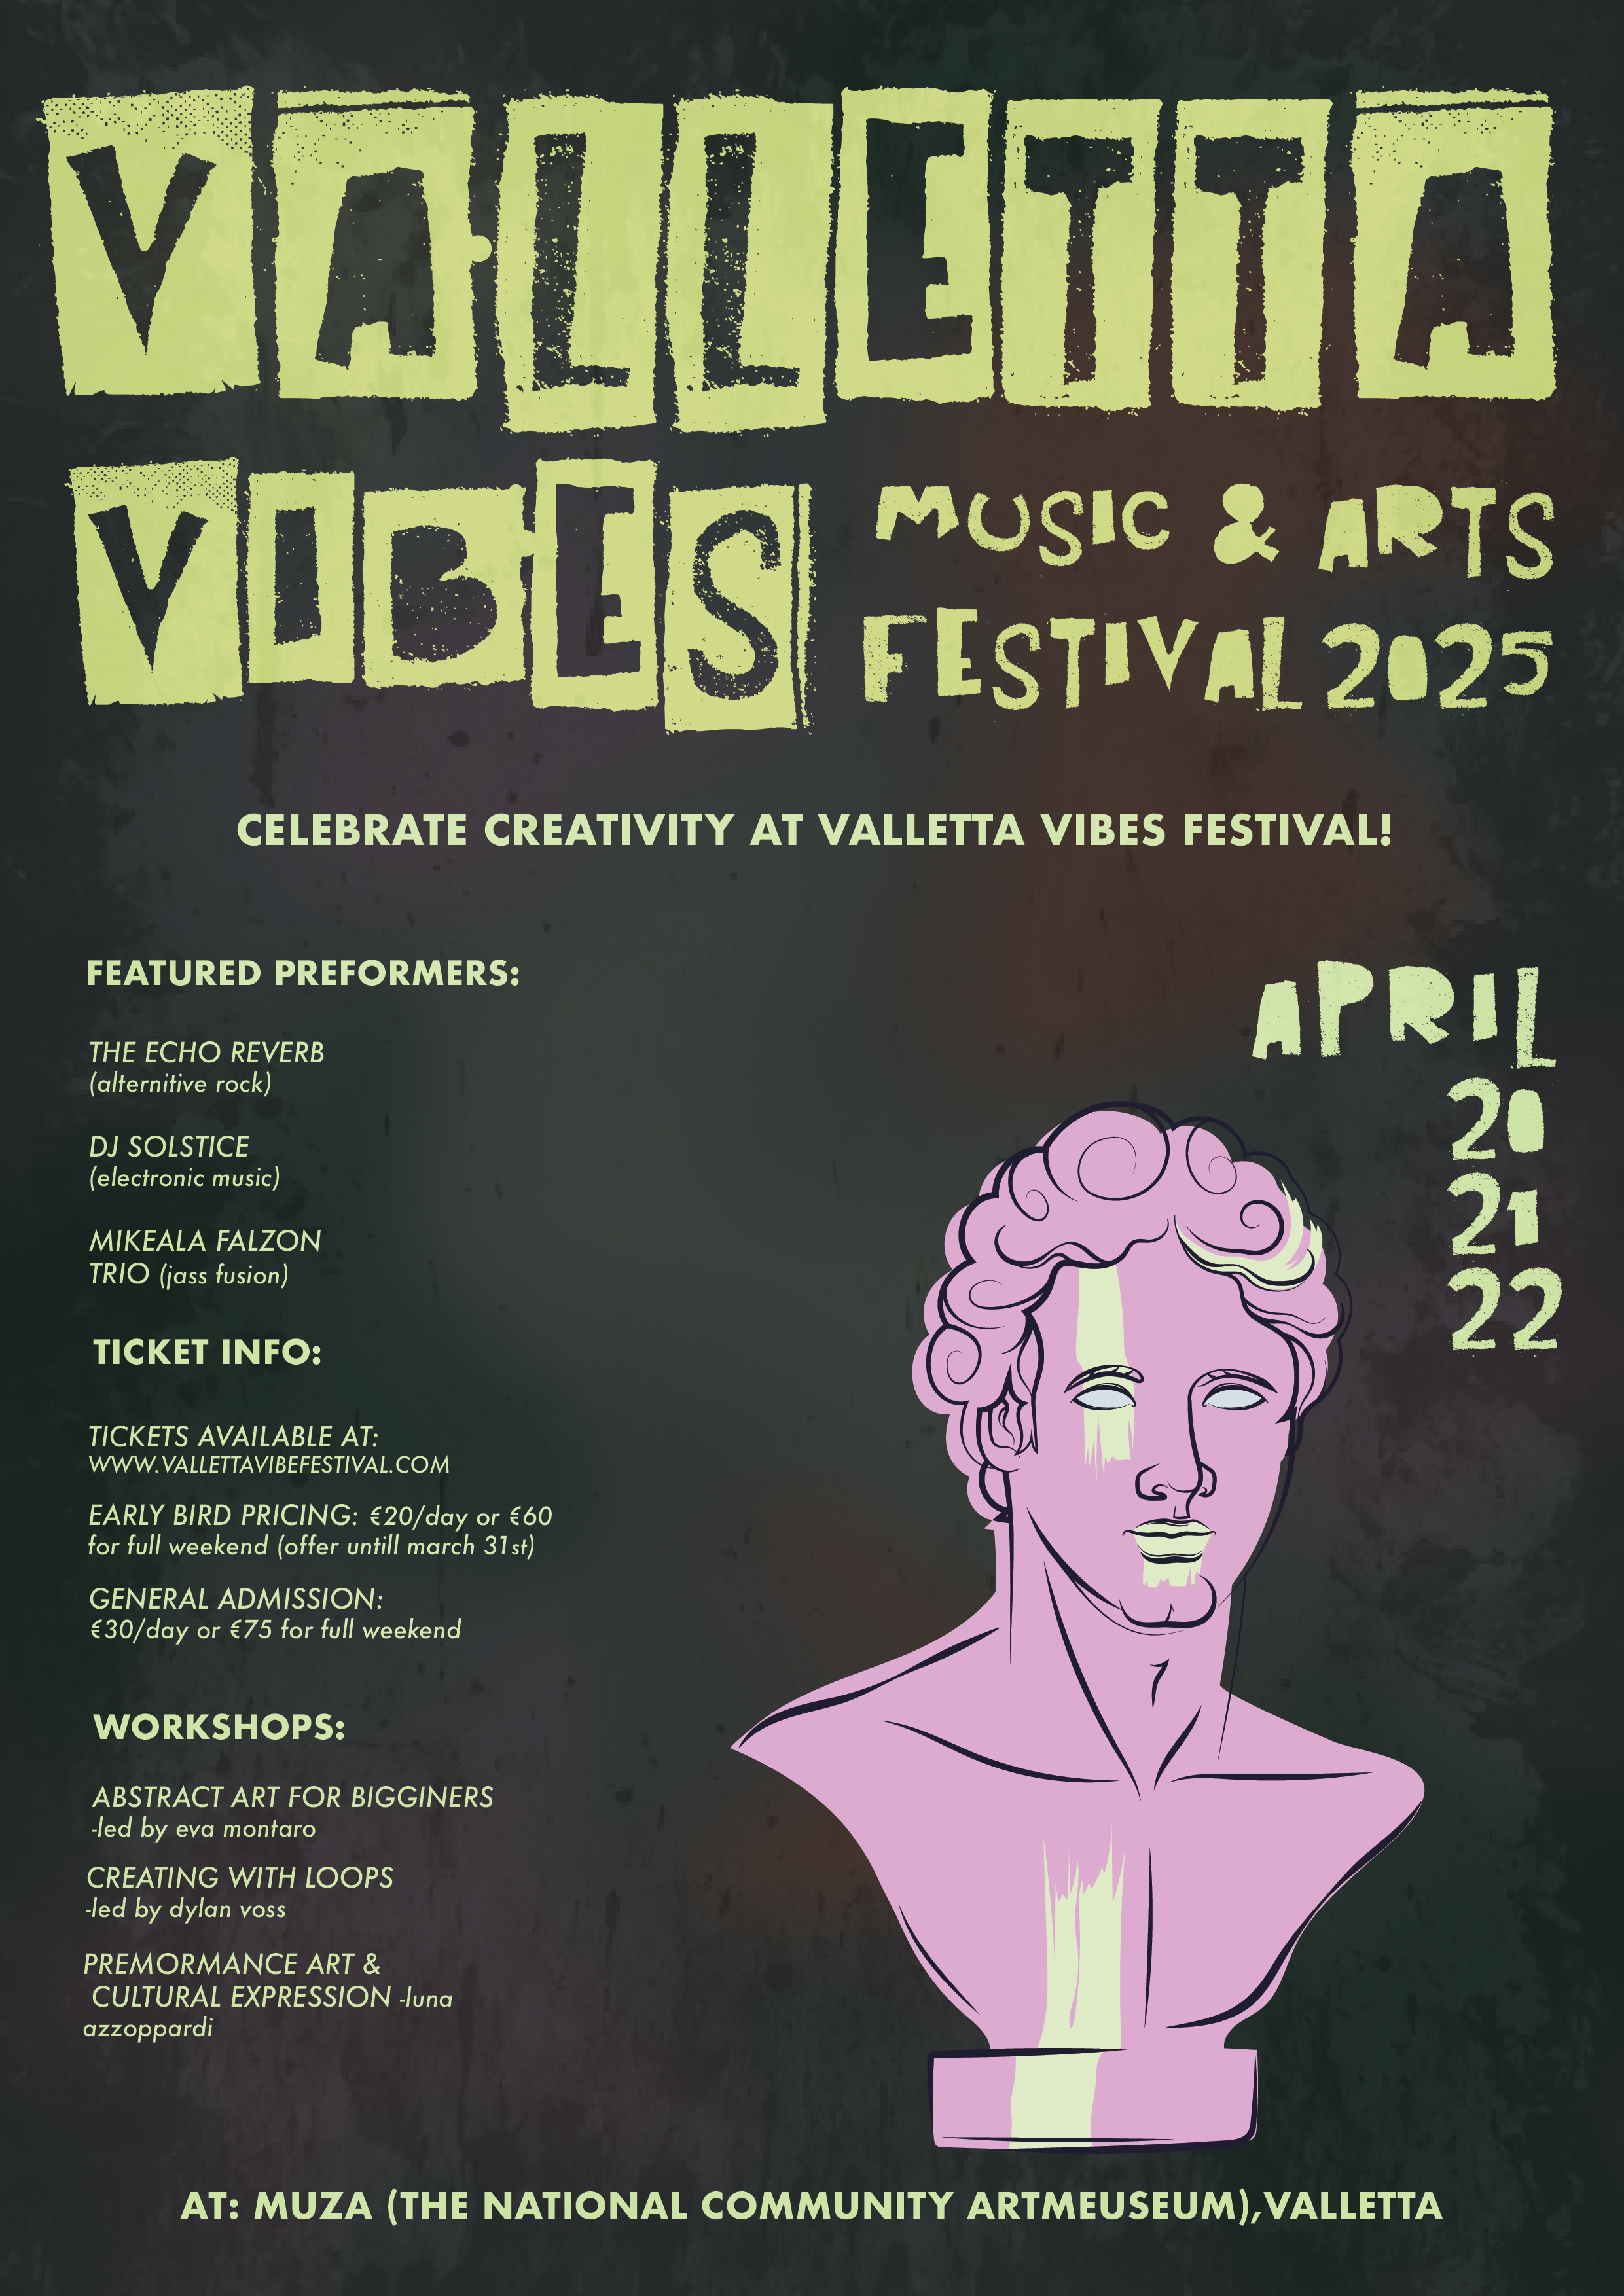 VALLETTA
VIBES
MUSIC & ARTS
FESTIVAL 2025
CELEBRATE CREATIVITY AT VALLETTA VIBES FESTIVAL!
FEATURED PREFORMERS:
THE ECHO REVERB
(alternitive rock)
DJ SOLSTICE
(electronic music)
MIKEALA FALZON
TRIO (jass fusion)
TICKET INFO:
TICKETS AVAILABLE AT:
WWW.VALLETTAVIBEFESTIVAL.COM
EARLY BIRD PRICING: €20/day or €60
for full weekend (offer untill march 31st)
GENERAL ADMISSION:
€30/day or €75 for full weekend
WORKSHOPS:
ABSTRACT ART FOR BIGGINERS
-led by eva montaro
CREATING WITH LOOPS
-led by dylan voss
PREMORMANCE ART &
CULTURAL EXPRESSION -luna
azzoppardi
APRIL
20
21
22
AT: MUZA (THE NATIONAL COMMUNITY ARTMEUSEUM),VALLETTA